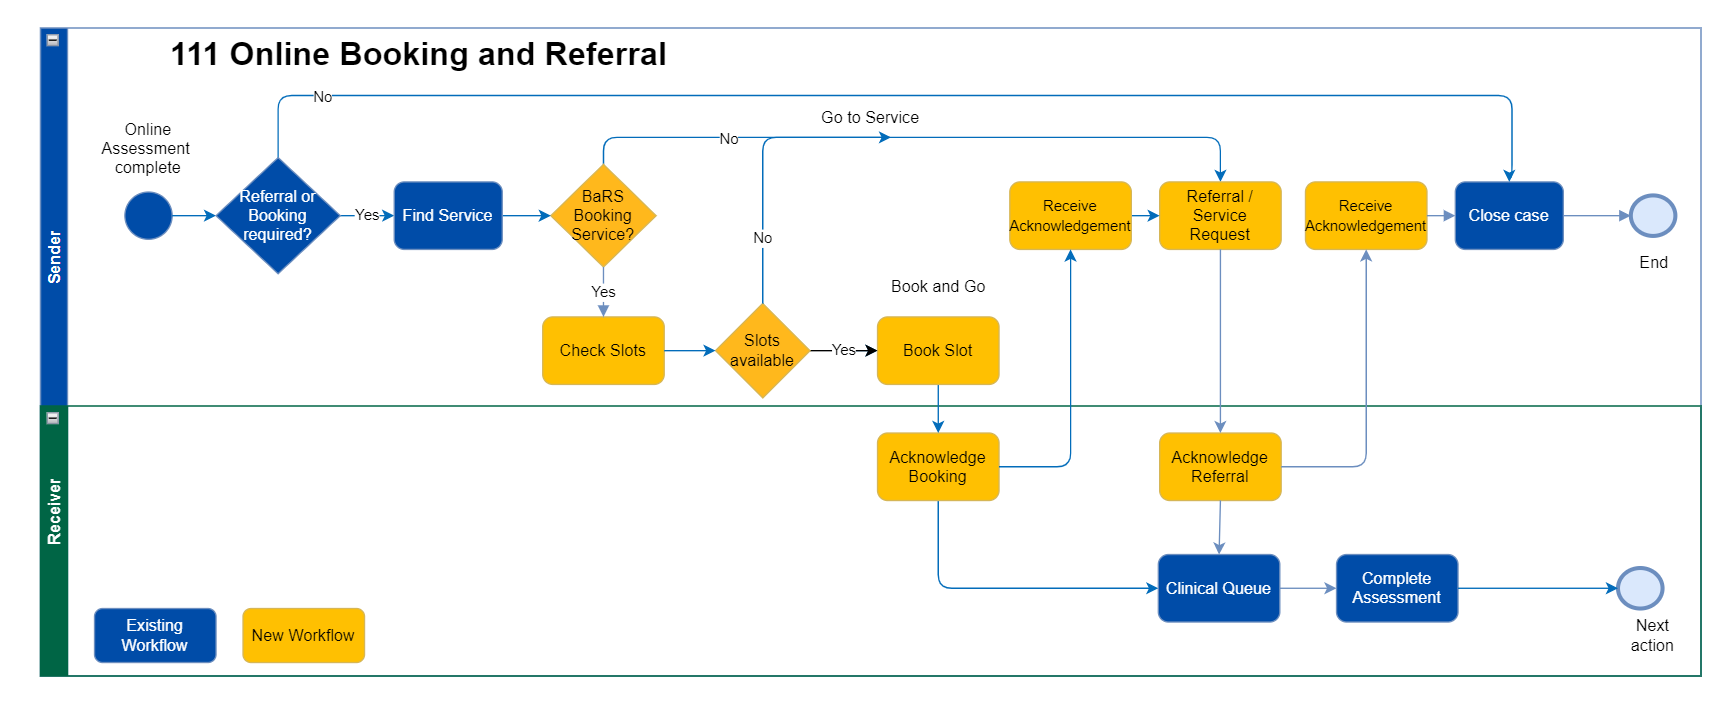 111 Online Booking and Referral
No
Go to Service
Online
Assessment
complete
No
Sender
Referral or
Booking
required?
Yes
Find Service
BaRS
Booking
Service?
Receive
Acknowledgement
Referral /
Service
Request
Receive
Acknowledgement
Close case
No
End
Yes
Book and Go
Check Slots
Slots
available
Yes
Book Slot
Receiver
Acknowledge
Booking
Acknowledge
Referral
Clinical Queue
Complete
Assessment
Existing
Workflow
New Workflow
Next
action